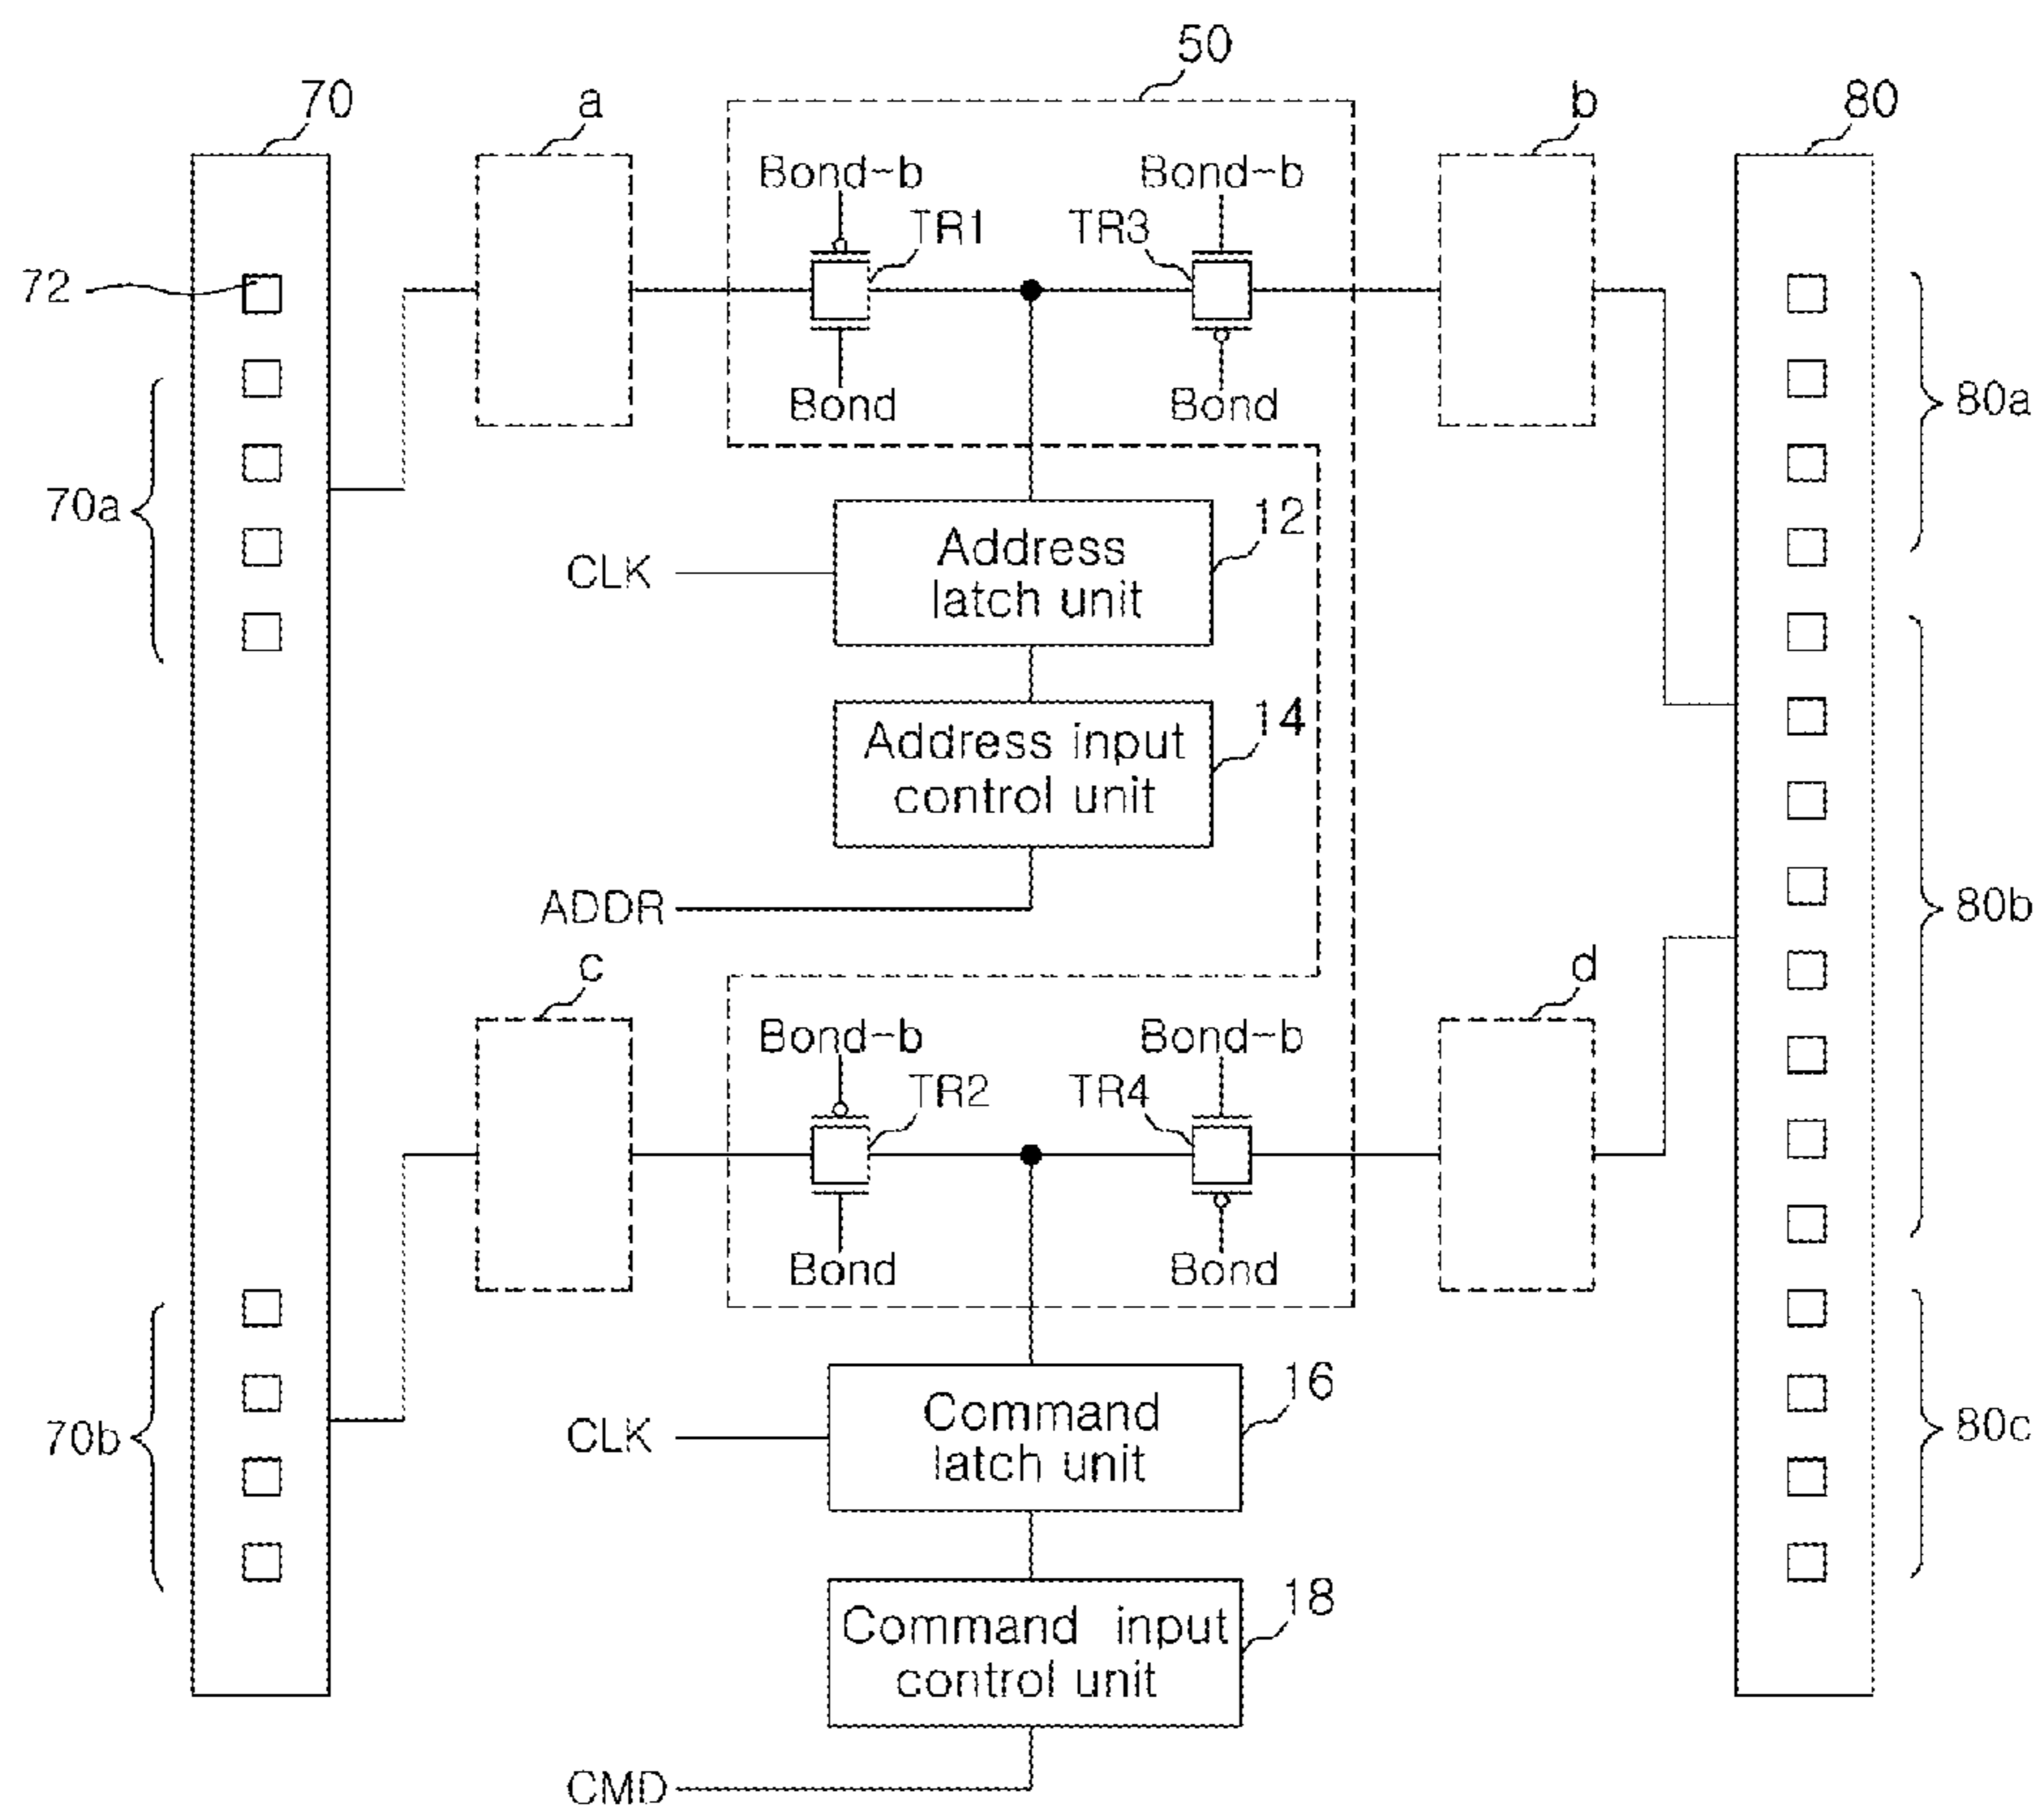 50
70
a
b
80
Bond-b
Bond-b
TR1
TR3
72
Bond
Bond
80a
70a
12
Address
latch unit
CLK
14
Address input
control unit
ADDR
80b
c
d
Bond-b
Bond-b
TR2
TR4
Bond
Bond
16
Command
latch unit
CLK
70b
80c
18
Command input
control unit
CMD